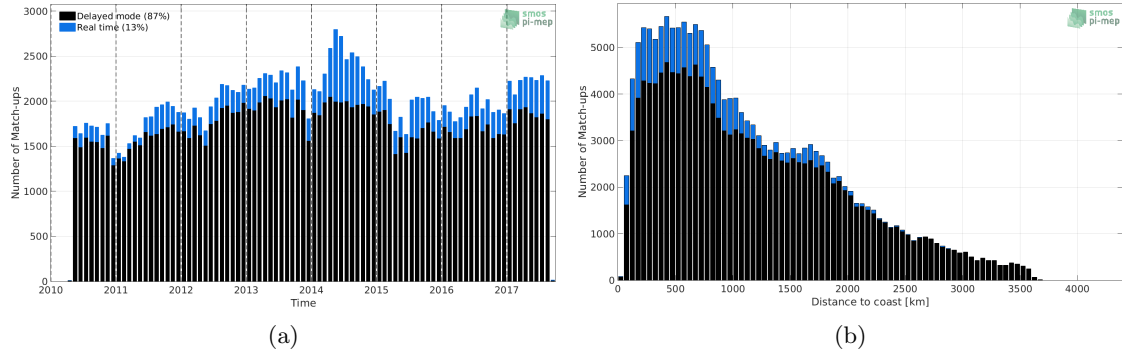 Delayed mode (87%)
Real time (13%)
smos
pi-mep
Number of Match-ups
3000
2500
2000
1500
1000
500
0
2010
2011
2012
2013
2014
2015
2016
2017
Time
(a)
smos
pi-mep
Number of Match-ups
5000
4000
3000
2000
1000
0
0
500
1000
1500
2000
2500
3000
3500
4000
Distance to coast [km]
(b)